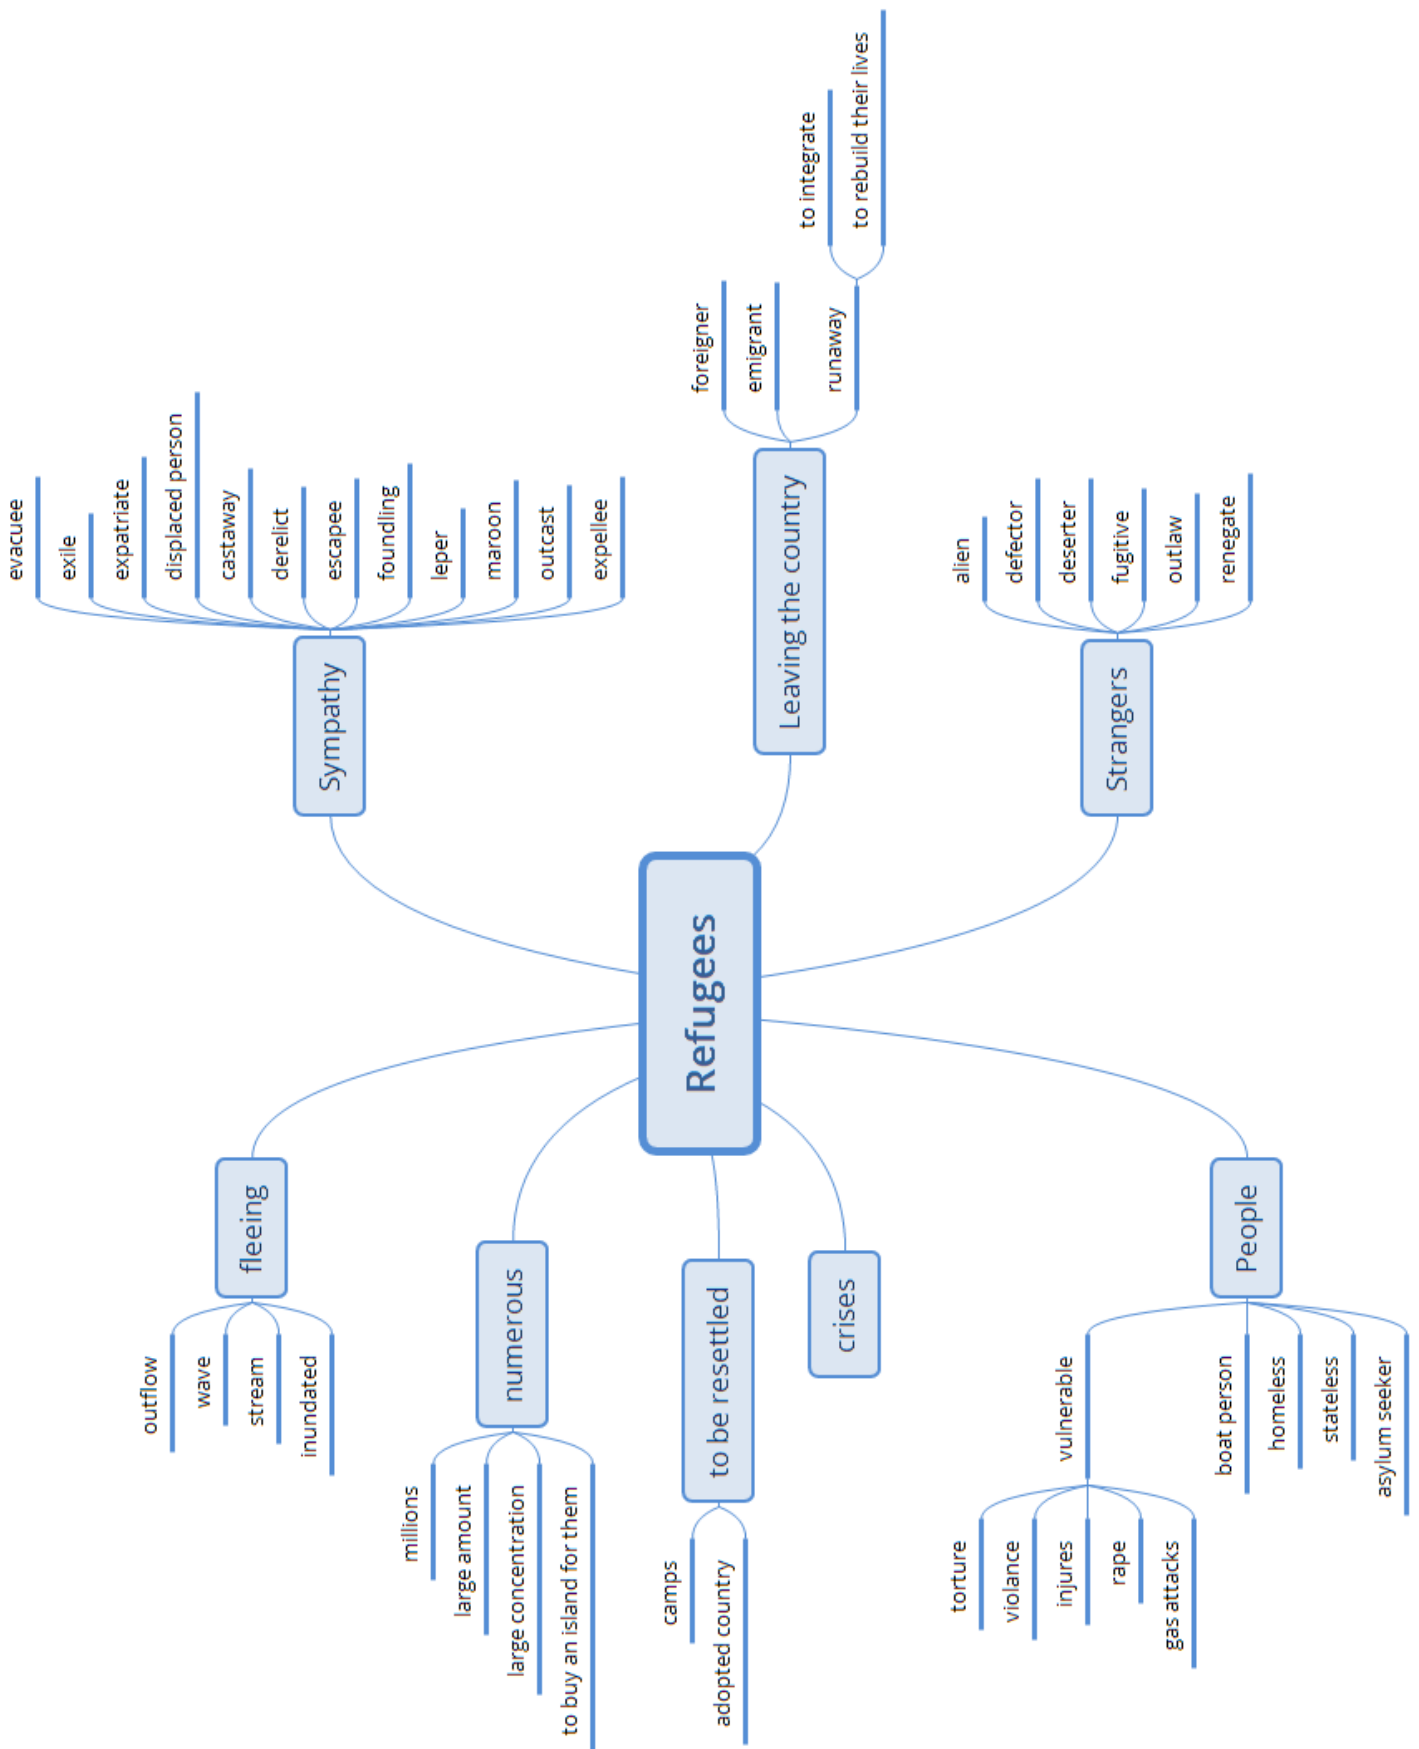 Refugees
Sympathy
evacuee
exile
expatriate
displaced person
castaway
derelict
escapee
foundling
leper
maroon
outcast
expellee
Leaving the country
foreigner
emigrant
runaway
to integrate
to rebuild their lives
Strangers
alien
defector
deserter
fugitive
outlaw
renegate
fleeing
outflow
wave
stream
inundated
numerous
millions
large amount
large concentration
to buy an island for them
to be resettled
camps
adopted country
crises
People
vulnerable
torture
violance
injures
rape
gas attacks
boat person
homeless
stateless
asylum seeker